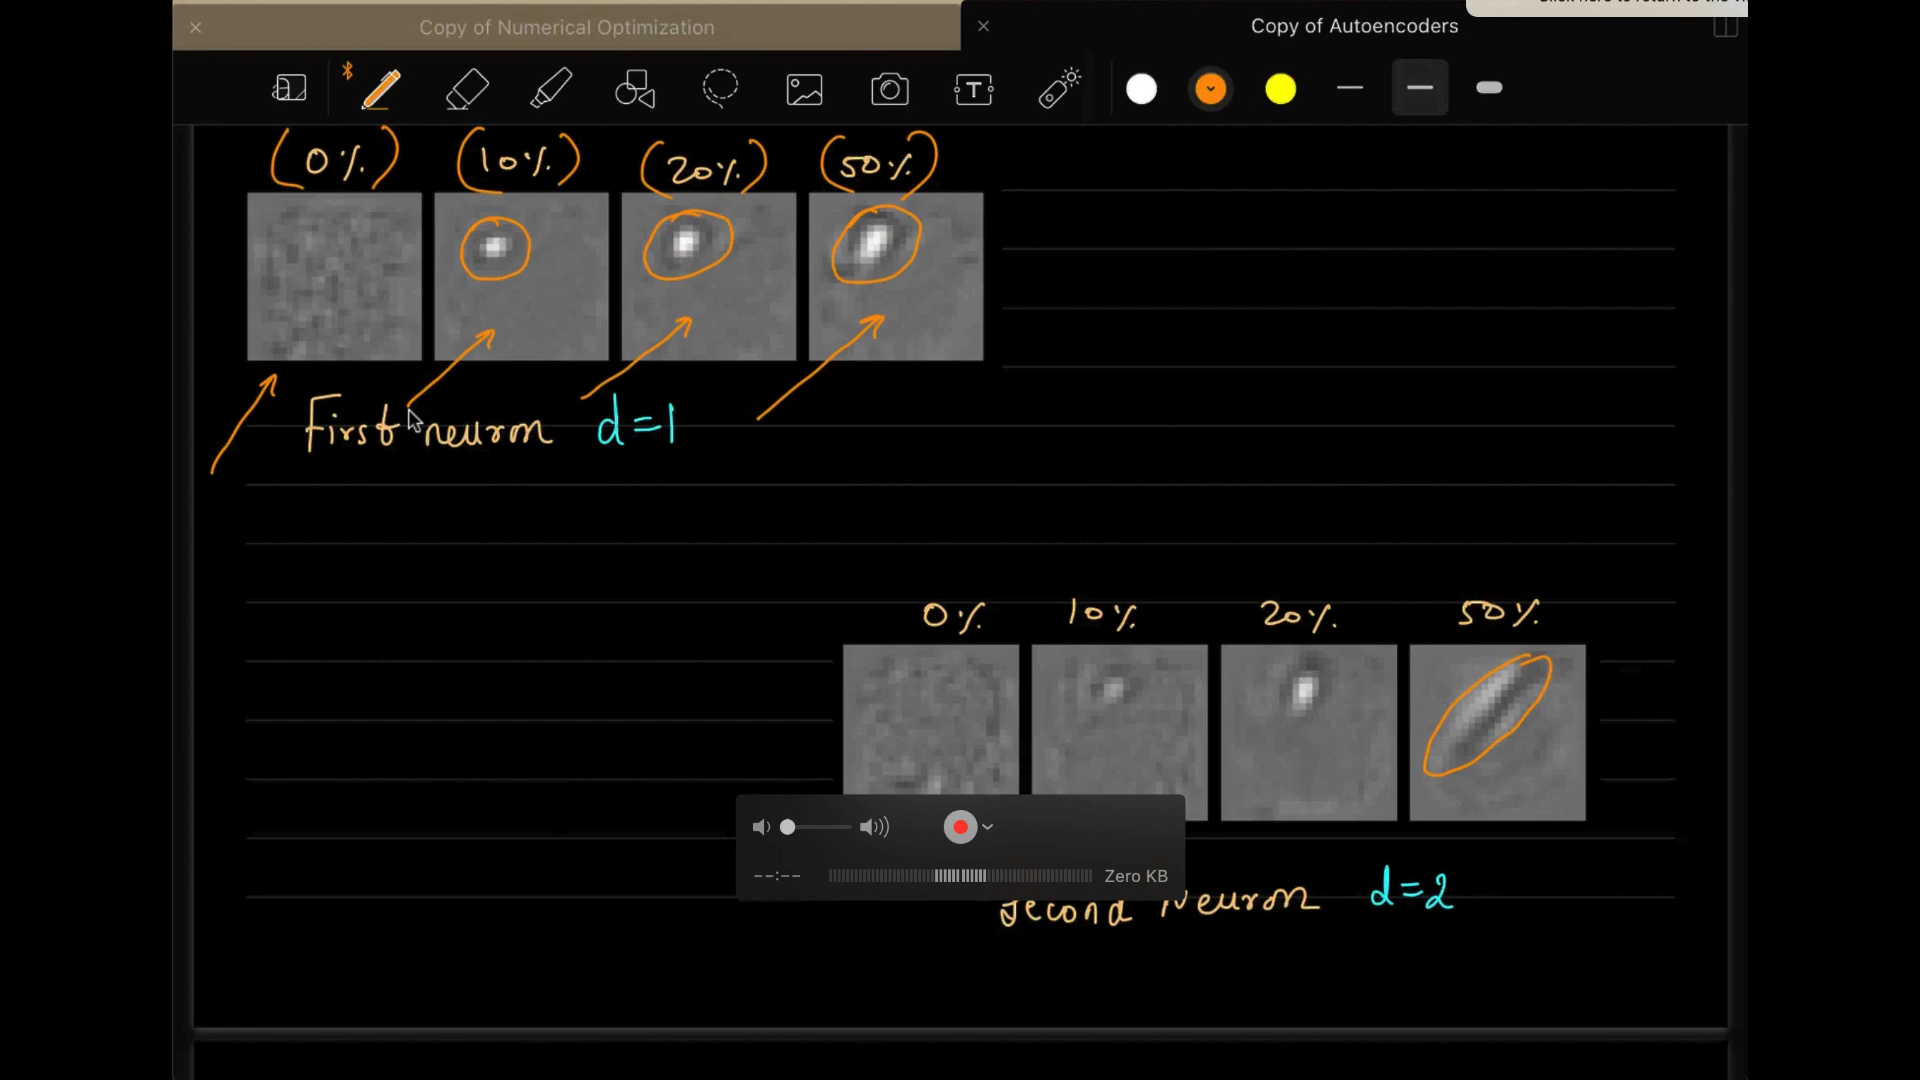 Copy of Numerical Optimization
Copy of Autoencoders
(0%) (10%) (20%) (50%)
First neuron d=1
0% 10% 20% 50%
--:-- Zero KB
Second Neuron d=2